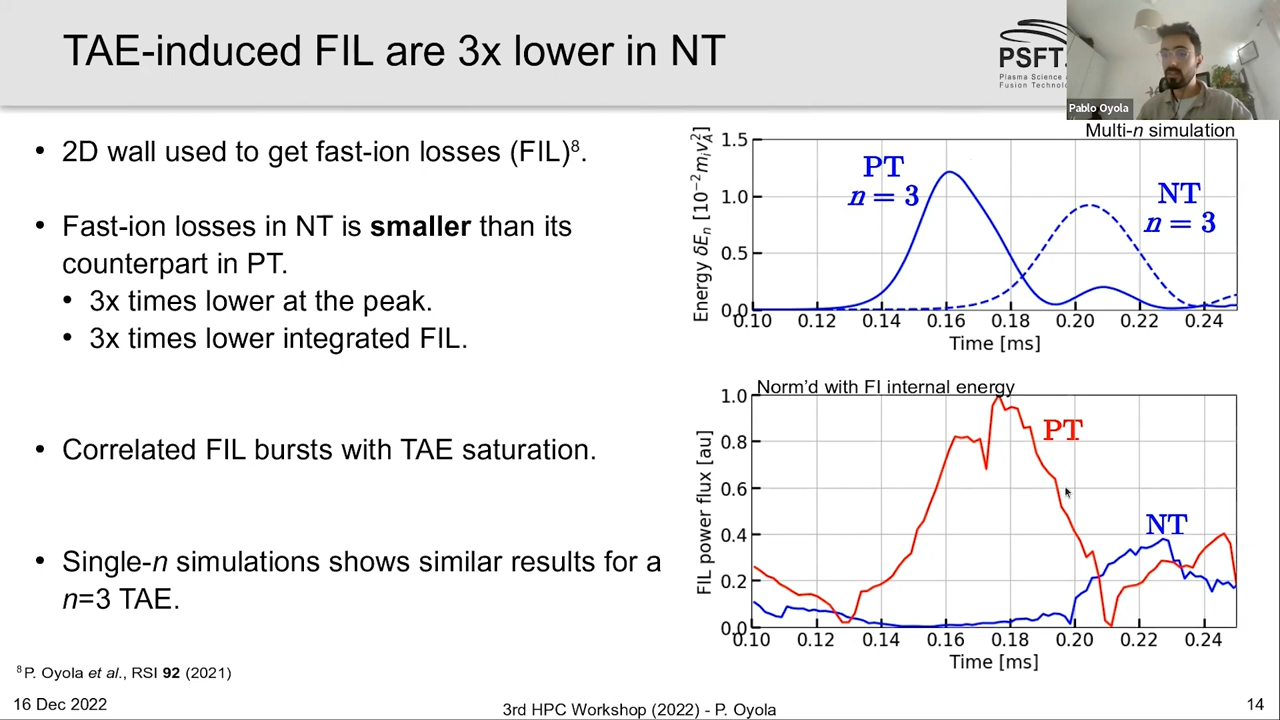 TAE-induced FIL are 3x lower in NT
PSFT
Plasma Science
Fusion
Pablo Oyola
• 2D wall used to get fast-ion losses (FIL)⁸.
• Fast-ion losses in NT is smaller than its
counterpart in PT.
• 3x times lower at the peak.
• 3x times lower integrated FIL.
• Correlated FIL bursts with TAE saturation.
• Single-n simulations shows similar results for a
n=3 TAE.
⁸P. Oyola et al., RSI 92 (2021)
Multi-n simulation
Energy δEₙ [10⁻²mᵢv²_A]
1.5
1.0
0.5
0.0
PT
n = 3
NT
n = 3
0.10 0.12 0.14 0.16 0.18 0.20 0.22 0.24
Time [ms]
Norm'd with FI internal energy
FIL power flux [au]
1.0
0.8
0.6
0.4
0.2
0.0
PT
NT
0.10 0.12 0.14 0.16 0.18 0.20 0.22 0.24
Time [ms]
16 Dec 2022
3rd HPC Workshop (2022) - P. Oyola
14